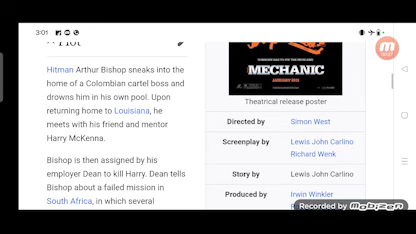 3:01
Plot
Hitman Arthur Bishop sneaks into the
home of a Colombian cartel boss and
drowns him in his own pool. Upon
returning home to Louisiana, he
meets with his friend and mentor
Harry McKenna.
Bishop is then assigned by his
employer Dean to kill Harry. Dean tells
Bishop about a failed mission in
South Africa, in which several
MECHANIC
Theatrical release poster
Directed by Simon West
Screenplay by Lewis John Carlino
Richard Wenk
Story by Lewis John Carlino
Produced by Irwin Winkler
Recorded by Mobizen